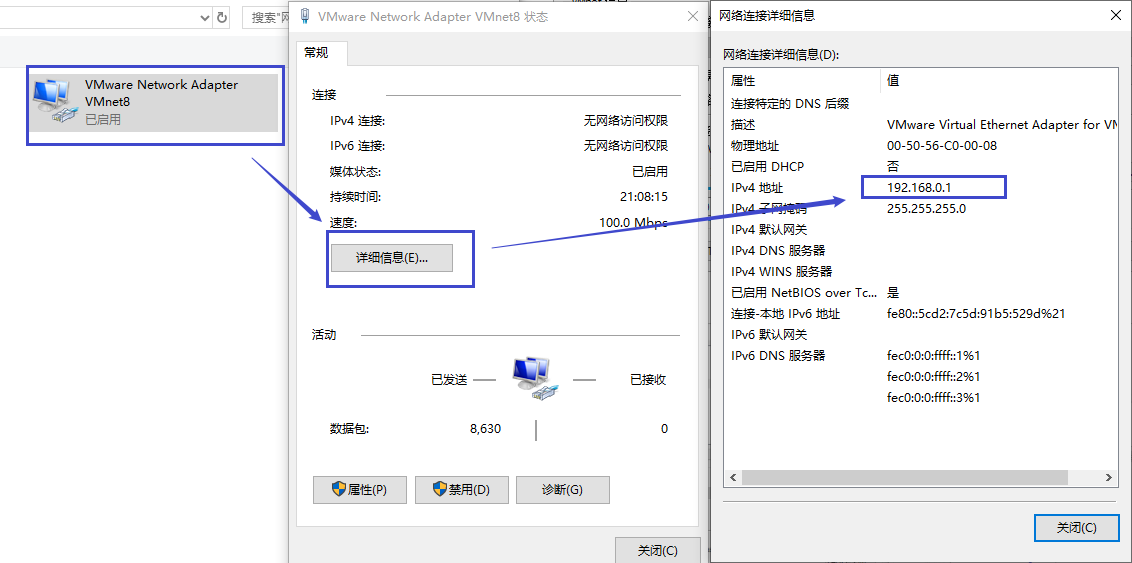 搜索"网
VMware Network Adapter
VMnet8
已启用
VMware Network Adapter VMnet8 状态
常规
连接
IPv4 连接: 无网络访问权限
IPv6 连接: 无网络访问权限
媒体状态: 已启用
持续时间: 21:08:15
速度: 100.0 Mbps
详细信息(E)...
活动
已发送 已接收
数据包: 8,630 0
属性(P) 禁用(D) 诊断(G)
关闭(C)
网络连接详细信息
网络连接详细信息(D):
属性 值
连接特定的 DNS 后缀
描述 VMware Virtual Ethernet Adapter for VM
物理地址 00-50-56-C0-00-08
已启用 DHCP 否
IPv4 地址 192.168.0.1
IPv4 子网掩码 255.255.255.0
IPv4 默认网关
IPv4 DNS 服务器
IPv4 WINS 服务器
已启用 NetBIOS over Tc... 是
连接-本地 IPv6 地址 fe80::5cd2:7c5d:91b5:529d%21
IPv6 默认网关
IPv6 DNS 服务器 fec0:0:0:ffff::1%1
fec0:0:0:ffff::2%1
fec0:0:0:ffff::3%1
关闭(C)